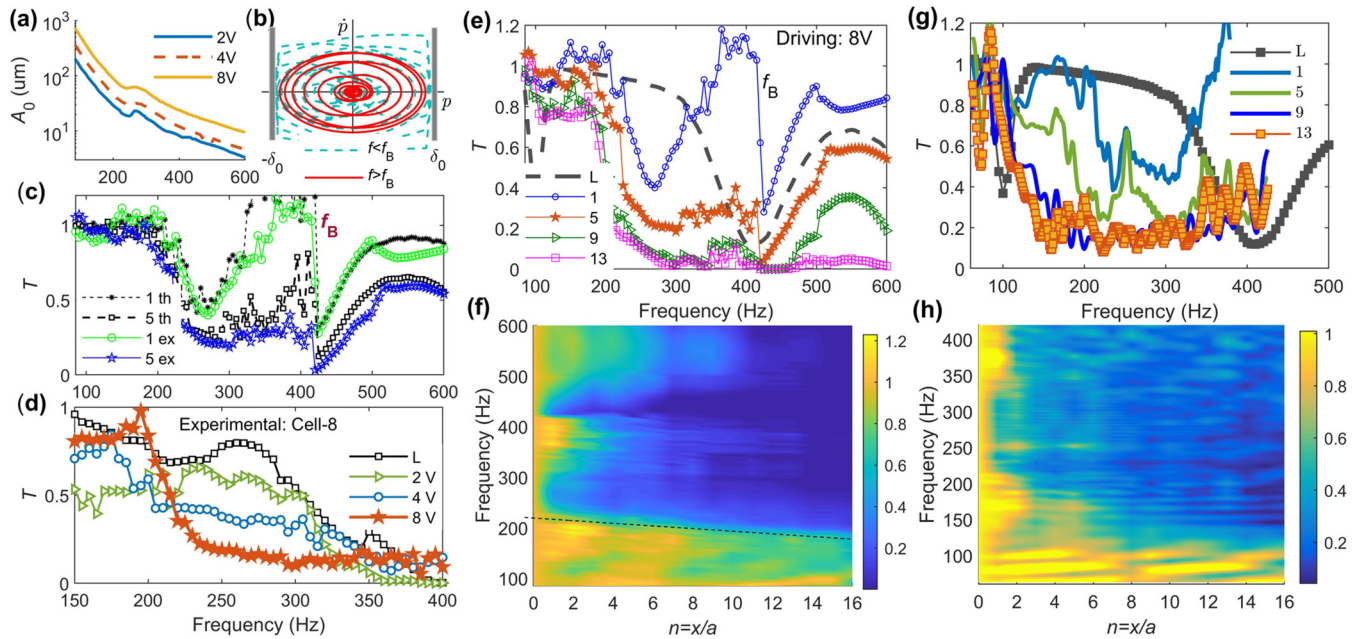 (a)
10³
10²
10¹
A₀ (um)
2V
4V
8V
200
400
600
(b)
ṗ
p
-δ
δ₀
f<f_B
f>f_B
(c)
T
1
0.5
0
f_B
1 th
5 th
1 ex
5 ex
100 200 300 400 500 600
(d)
Experimental: Cell-8
T
1
0.5
0
L
2 V
4 V
8 V
150 200 250 300 350 400
Frequency (Hz)
(e)
Driving: 8V
f_B
T
1.2
1
0.8
0.6
0.4
0.2
0
L
1
5
9
13
100 200 300 400 500 600
Frequency (Hz)
(f)
Frequency (Hz)
600
500
400
300
200
100
0 2 4 6 8 10 12 14 16
n=x/a
1.2
1
0.8
0.6
0.4
0.2
(g)
T
1.2
1
0.8
0.6
0.4
0.2
0
L
1
5
9
13
100 200 300 400 500
Frequency (Hz)
(h)
Frequency (Hz)
400
350
300
250
200
150
100
0 2 4 6 8 10 12 14 16
n=x/a
1
0.8
0.6
0.4
0.2